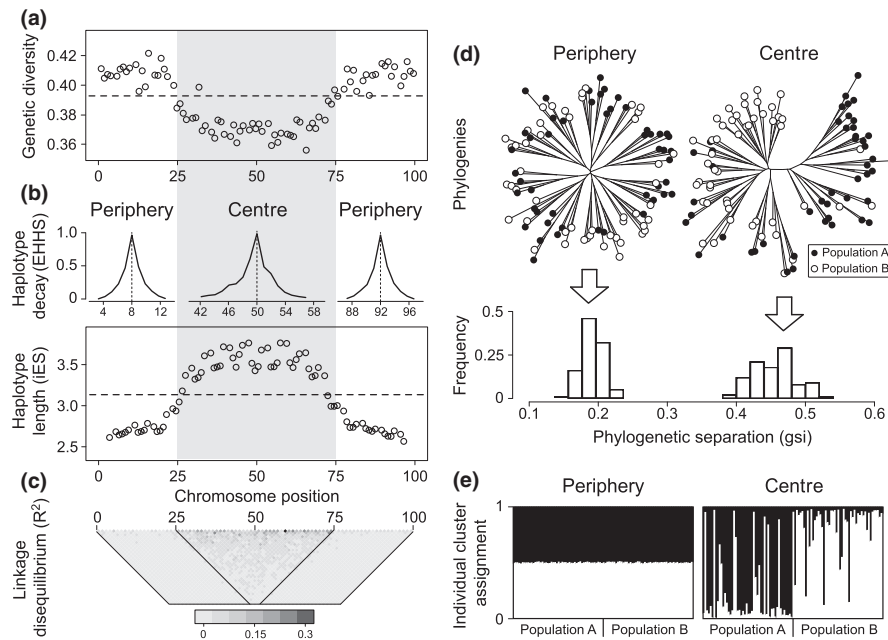 (a)
Genetic diversity
0.42
0.40
0.38
0.36
0 25 50 75 100
(b)
Periphery Centre Periphery
Haplotype
decay (EHHS)
1.0
0.5
0
4 8 12 42 46 50 54 58 88 92 96
Haplotype
length (iES)
3.5
3.0
2.5
0 25 50 75 100
Chromosome position
(c)
0 25 50 75 100
Linkage
disequilibrium (R²)
0 0.15 0.3
(d)
Periphery Centre
Phylogenies
Population A
Population B
Frequency
0.5
0.25
0
0.1 0.2 0.3 0.4 0.5 0.6
Phylogenetic separation (gsi)
(e)
Periphery Centre
Individual cluster
assignment
1
0
1
0
Population A Population B Population A Population B